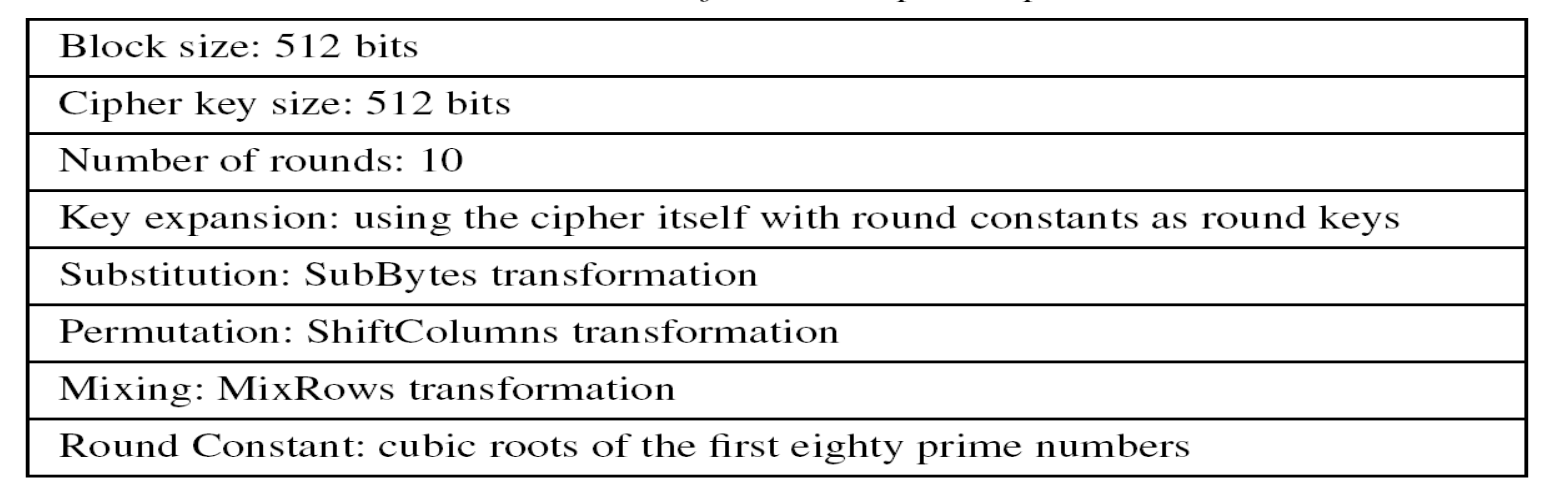 Block size: 512 bits
Cipher key size: 512 bits
Number of rounds: 10
Key expansion: using the cipher itself with round constants as round keys
Substitution: SubBytes transformation
Permutation: ShiftColumns transformation
Mixing: MixRows transformation
Round Constant: cubic roots of the first eighty prime numbers